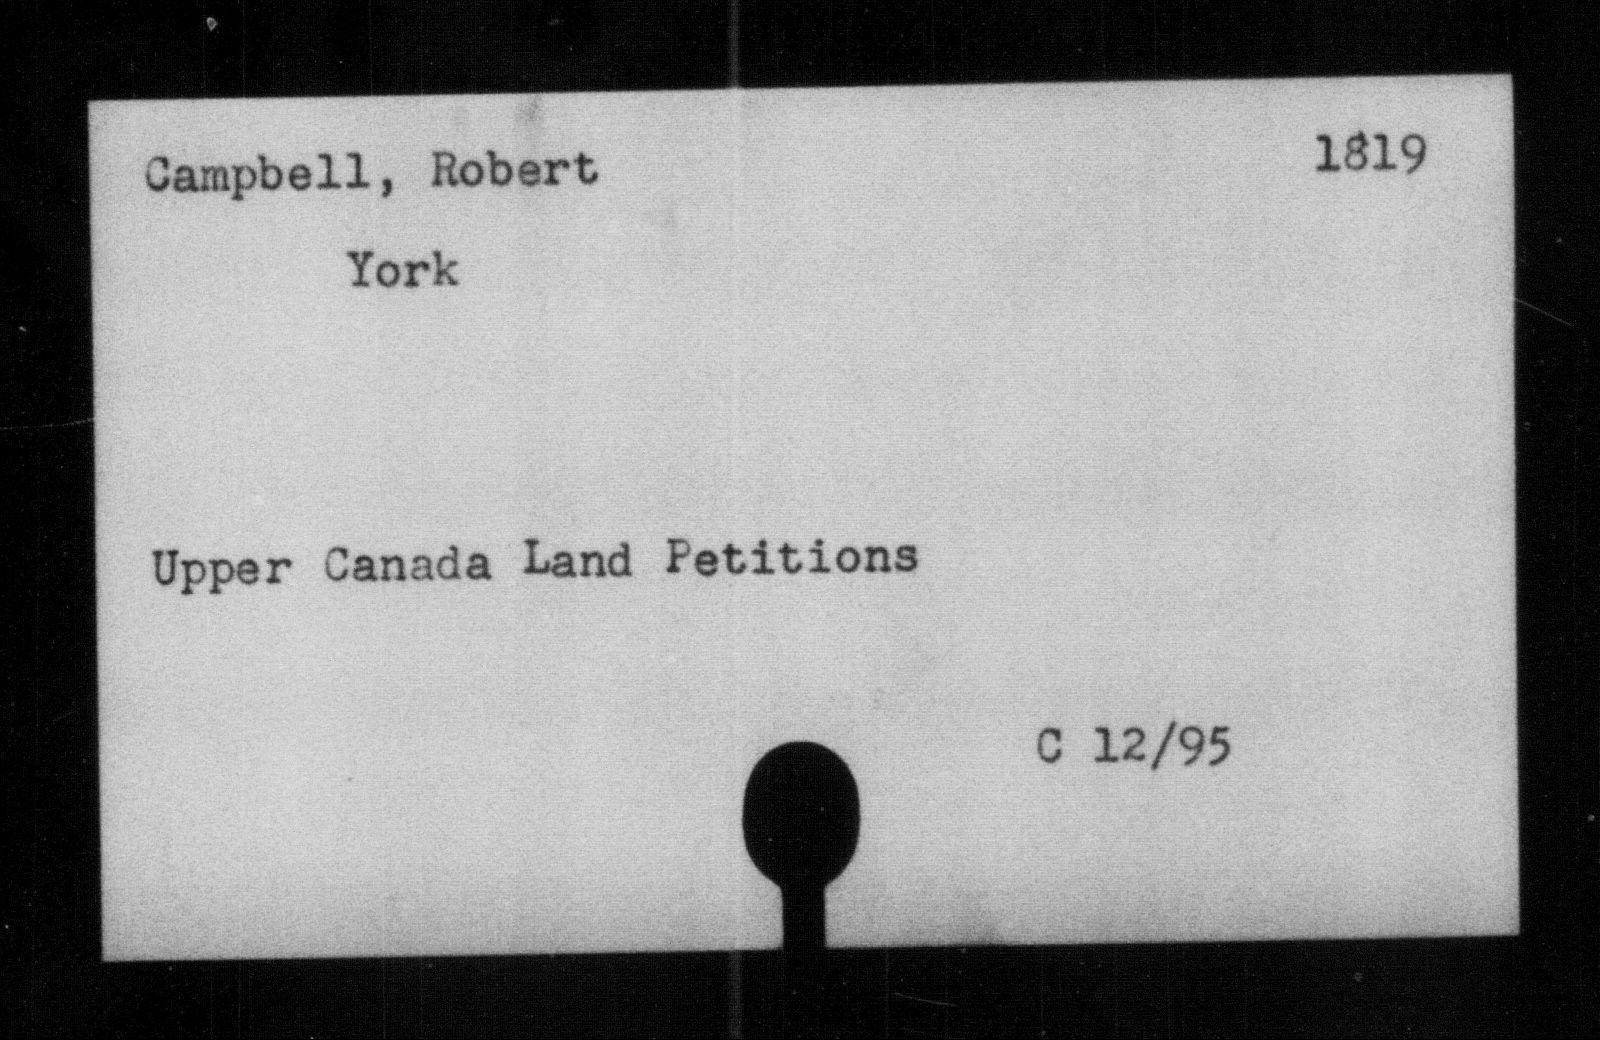 Campbell, Robert 1819
York
Upper Canada Land Petitions
C 12/95